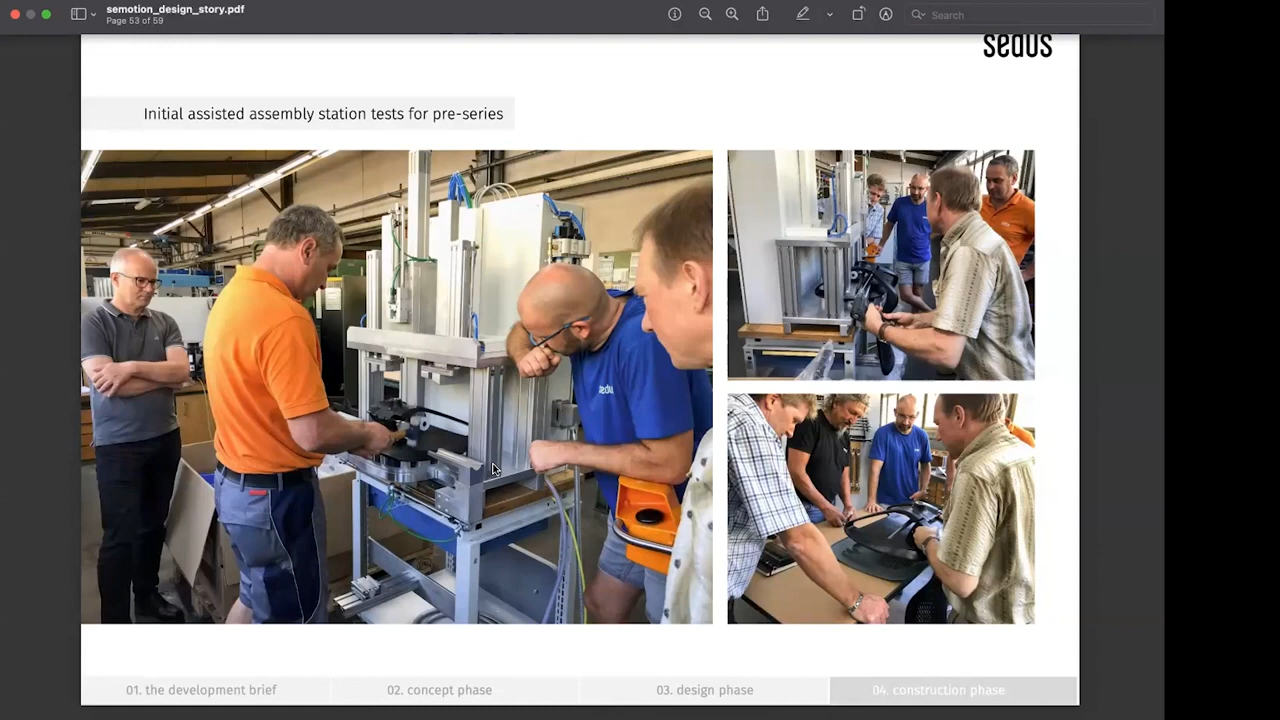 semotion_design_story.pdf
Page 53 of 59
Search
sedus
Initial assisted assembly station tests for pre-series
sedus
01. the development brief
02. concept phase
03. design phase
04. construction phase